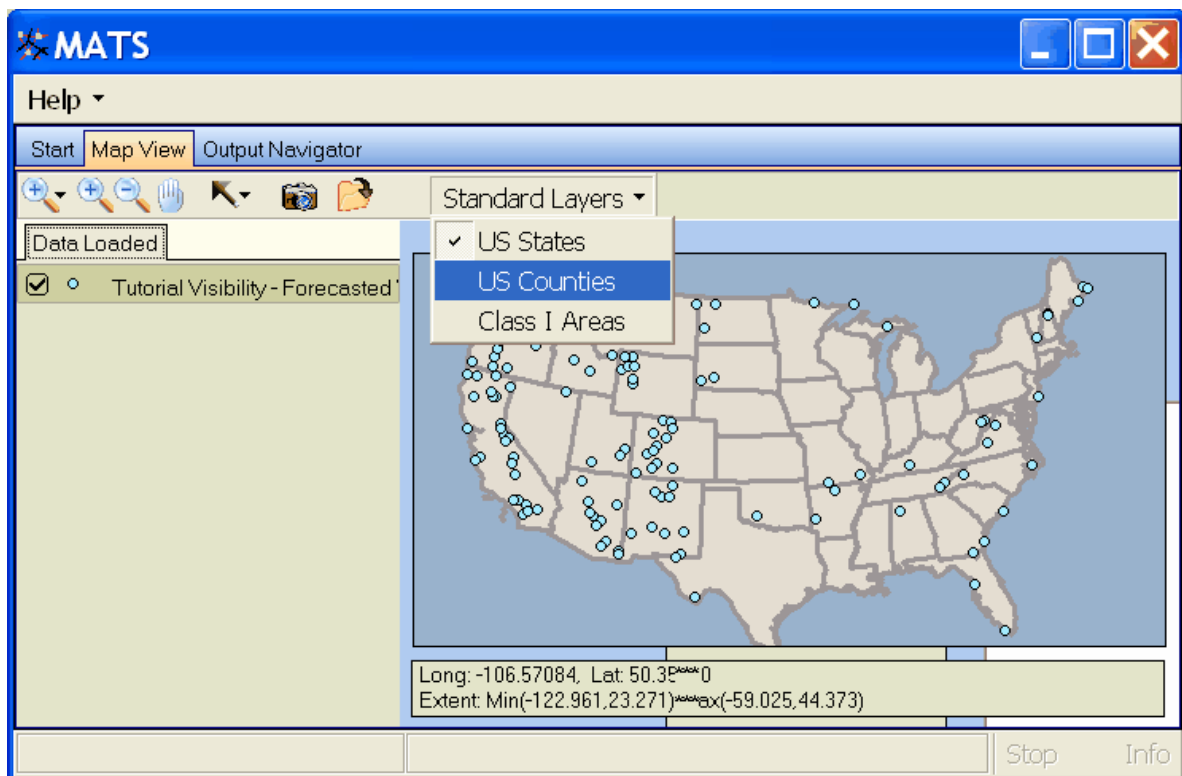 MATS
Help
Start Map View Output Navigator
Standard Layers
Data Loaded
US States
Tutorial Visibility - Forecasted
US Counties
Class I Areas
Long: -106.57084, Lat: 50.35***0
Extent: Min(-122.961,23.271)***ax(-59.025,44.373)
Stop Info